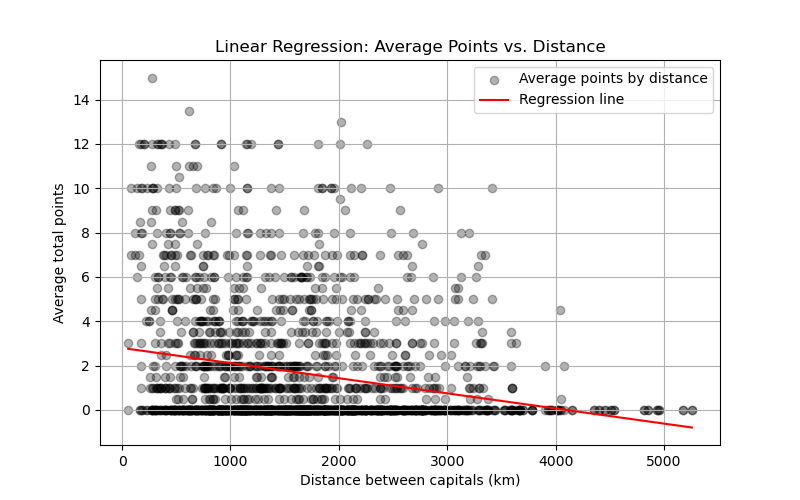 Linear Regression: Average Points vs. Distance
Average points by distance
Regression line
Average total points
14
12
10
8
6
4
2
0
0 1000 2000 3000 4000 5000
Distance between capitals (km)